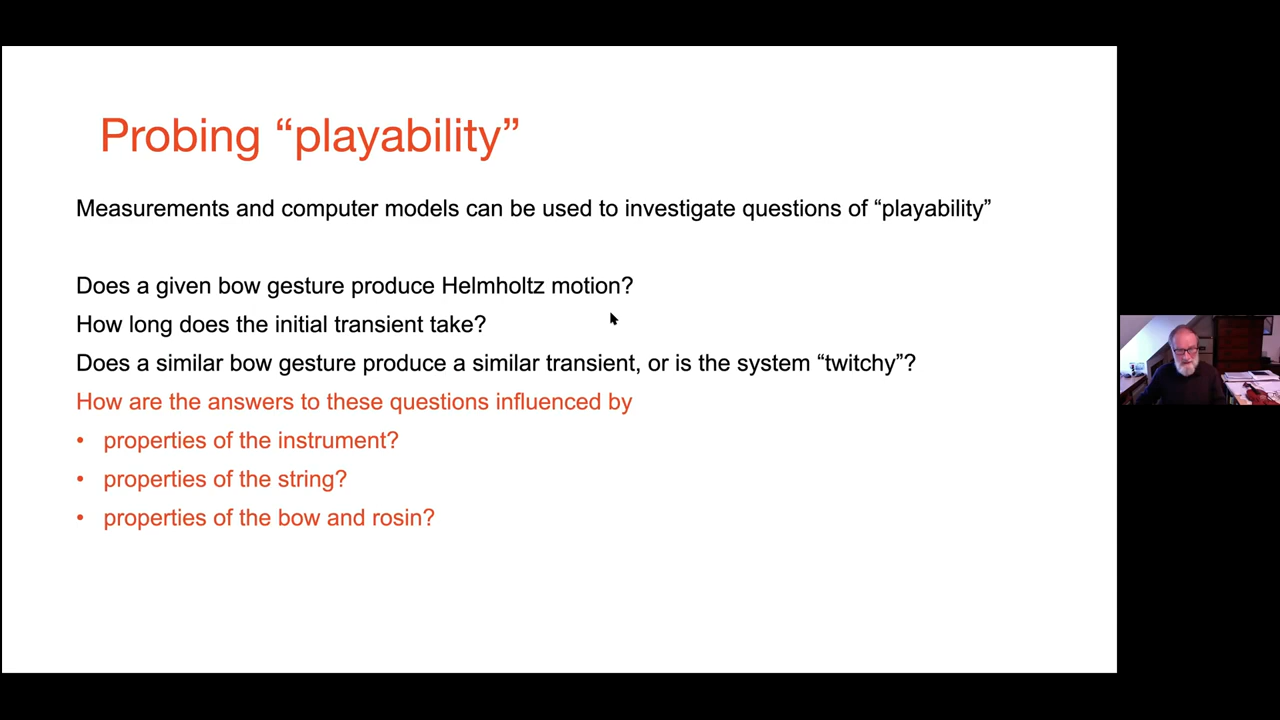 Probing “playability”
Measurements and computer models can be used to investigate questions of “playability”
Does a given bow gesture produce Helmholtz motion?
How long does the initial transient take?
Does a similar bow gesture produce a similar transient, or is the system “twitchy”?
How are the answers to these questions influenced by
• properties of the instrument?
• properties of the string?
• properties of the bow and rosin?